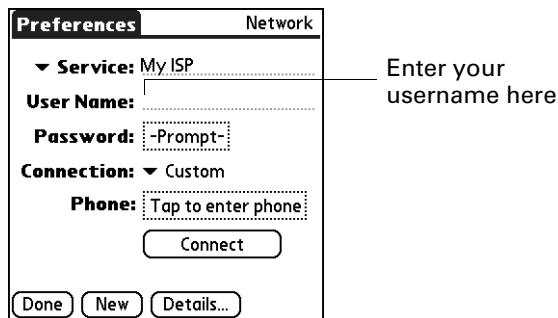 Preferences Network
Service: My ISP
Enter your
username here
User Name:
Password: -Prompt-
Connection: Custom
Phone: Tap to enter phone
Connect
Done New Details...